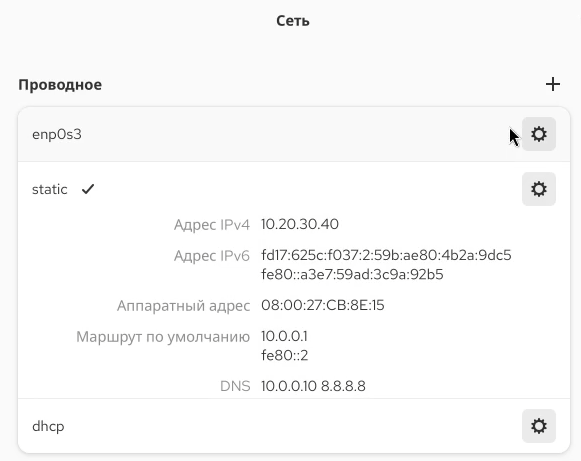 Сеть
Проводное
enp0s3
static
Адрес IPv4 10.20.30.40
Адрес IPv6 fd17:625c:f037:2:59b:ae80:4b2a:9dc5
fe80::a3e7:59ad:3c9a:92b5
Аппаратный адрес 08:00:27:CB:8E:15
Маршрут по умолчанию 10.0.0.1
fe80::2
DNS 10.0.0.10 8.8.8.8
dhcp